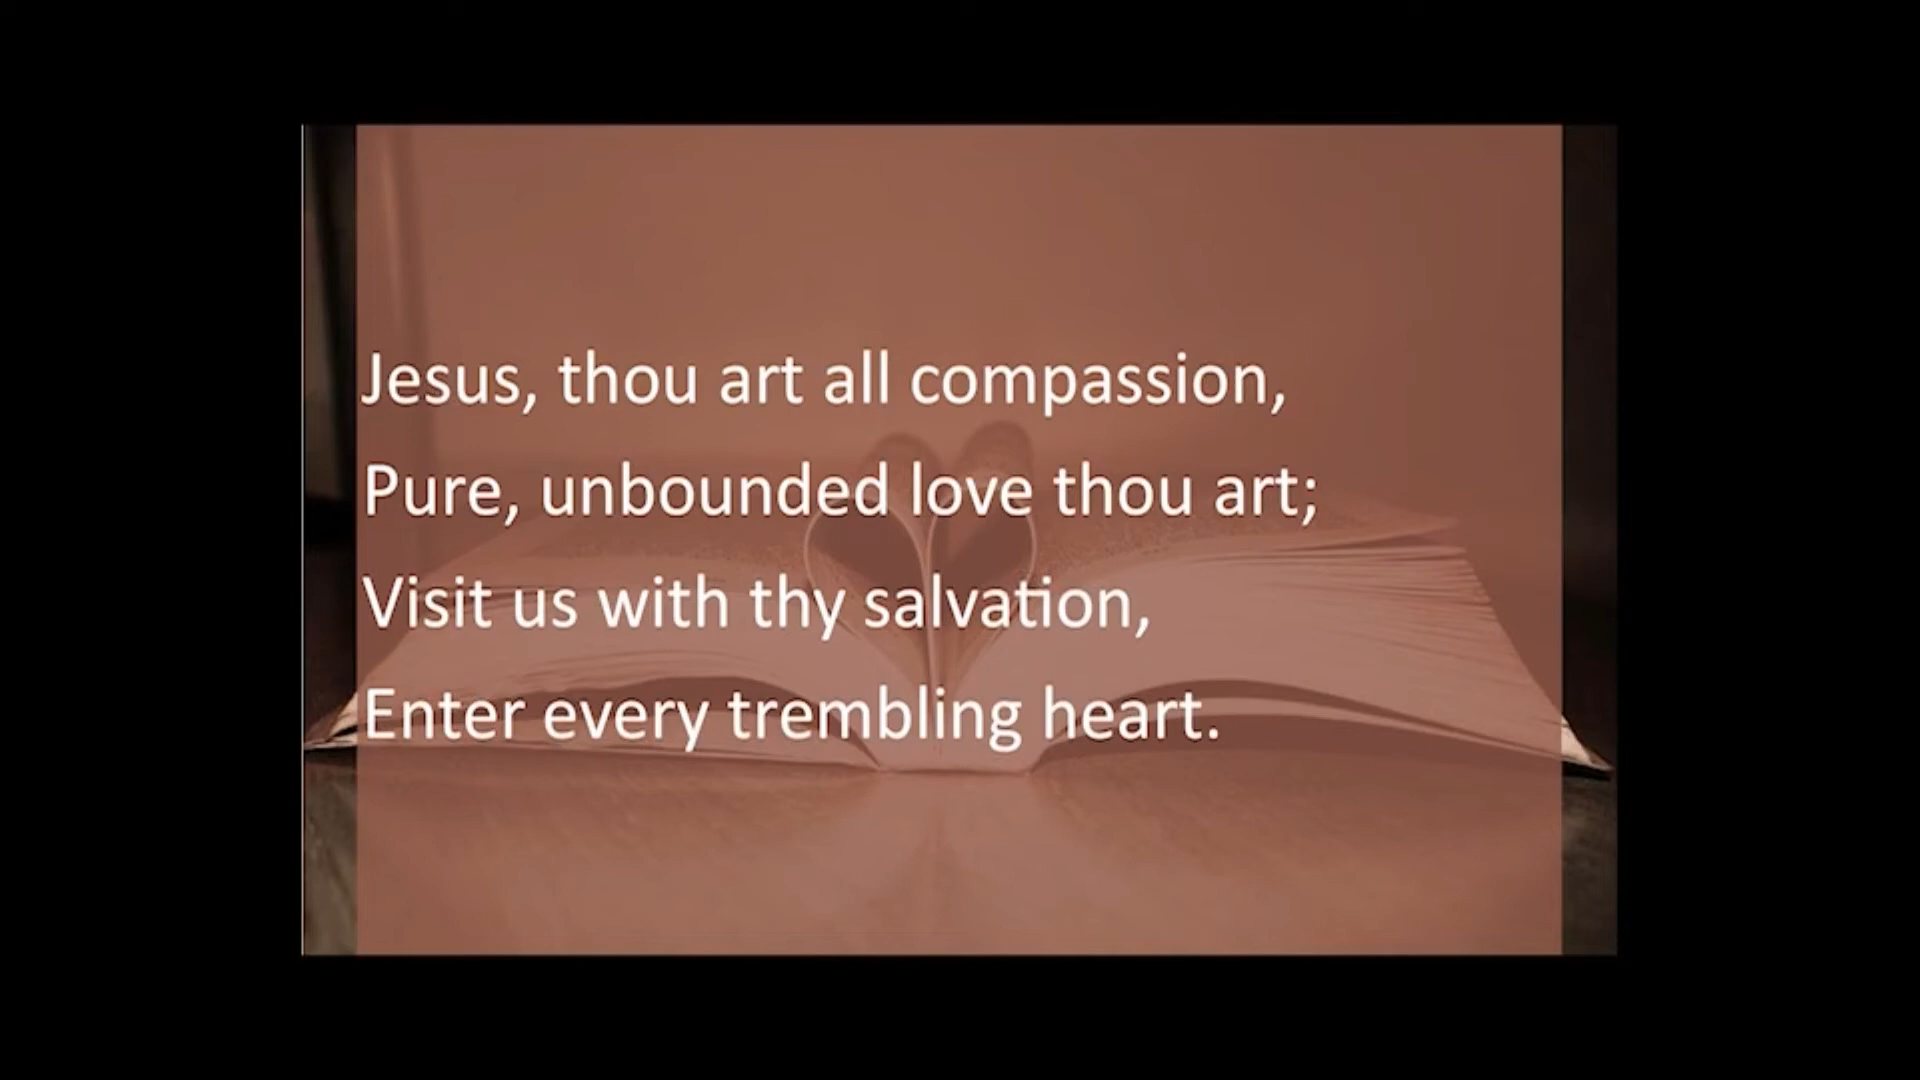 Jesus, thou art all compassion,
Pure, unbounded love thou art;
Visit us with thy salvation,
Enter every trembling heart.